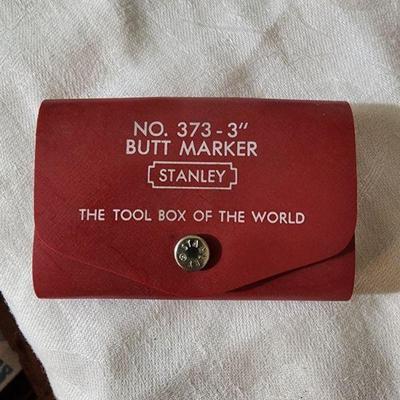 NO. 373-3"
BUTT MARKER
STANLEY
THE TOOL BOX OF THE WORLD